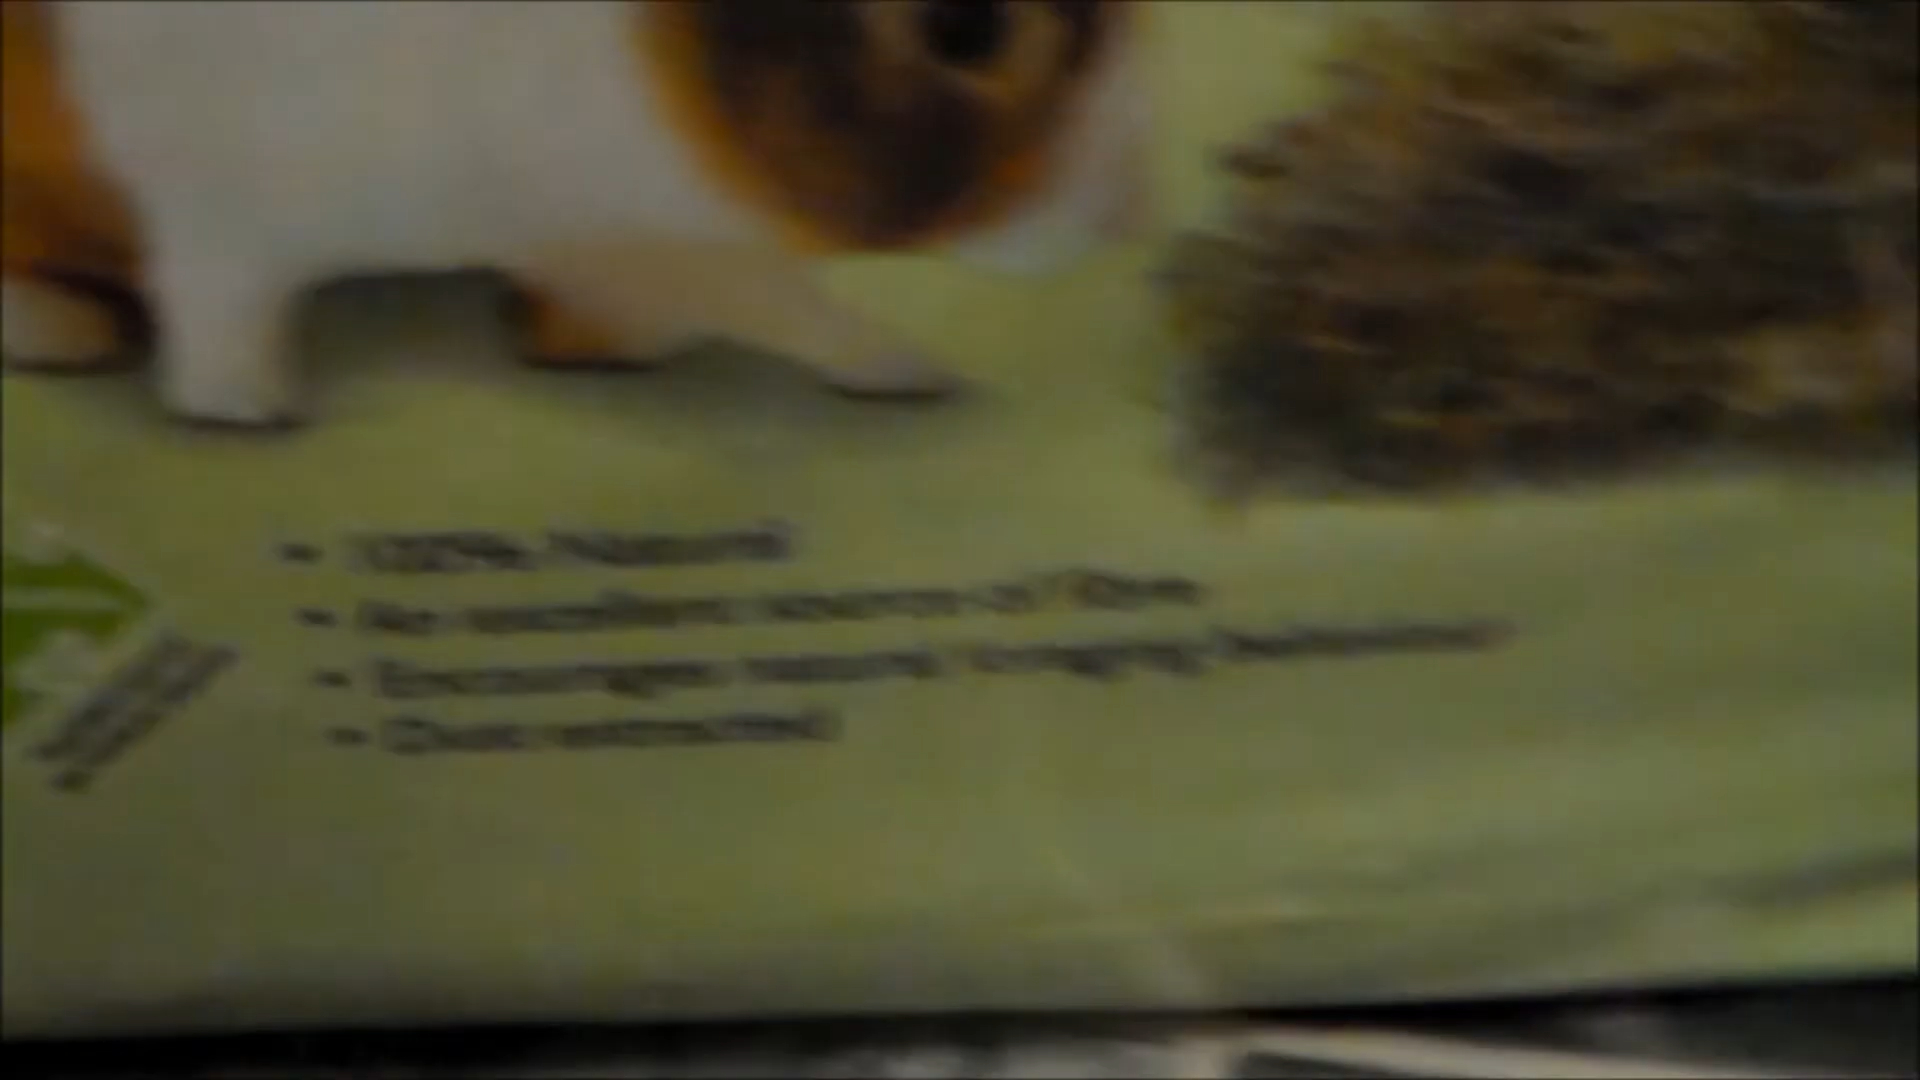 100% Natural
An excellent source of fibre
Encourages natural foraging behaviour
Dust extracted